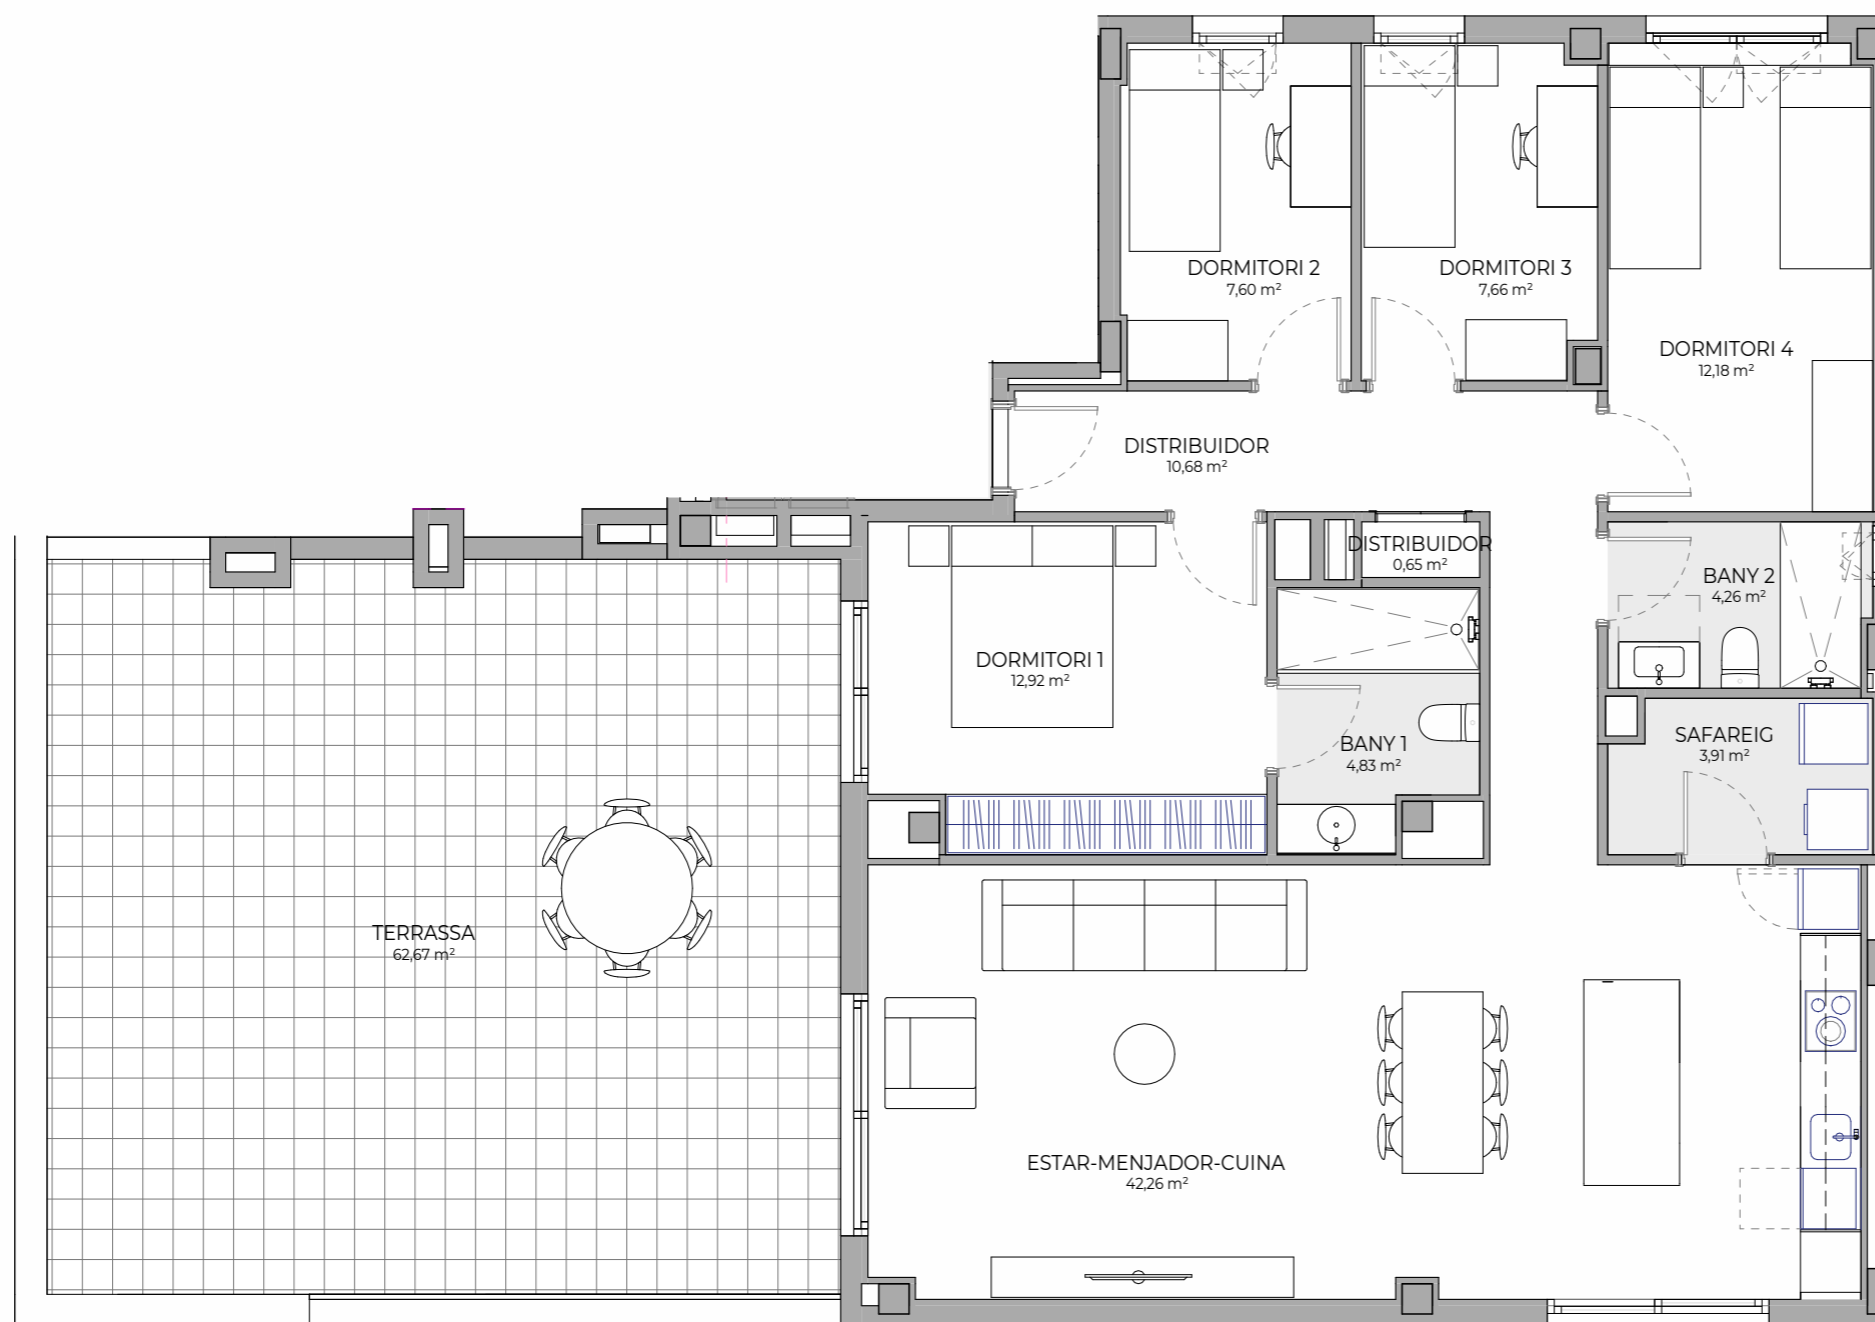 DORMITORI 2
7,60 m²
DORMITORI 3
7,66 m²
DORMITORI 4
12,18 m²
DISTRIBUIDOR
10,68 m²
DISTRIBUIDOR
0,65 m²
BANY 2
4,26 m²
DORMITORI 1
12,92 m²
BANY 1
4,83 m²
SAFAREIG
3,91 m²
TERRASSA
62,67 m²
ESTAR-MENJADOR-CUINA
42,26 m²